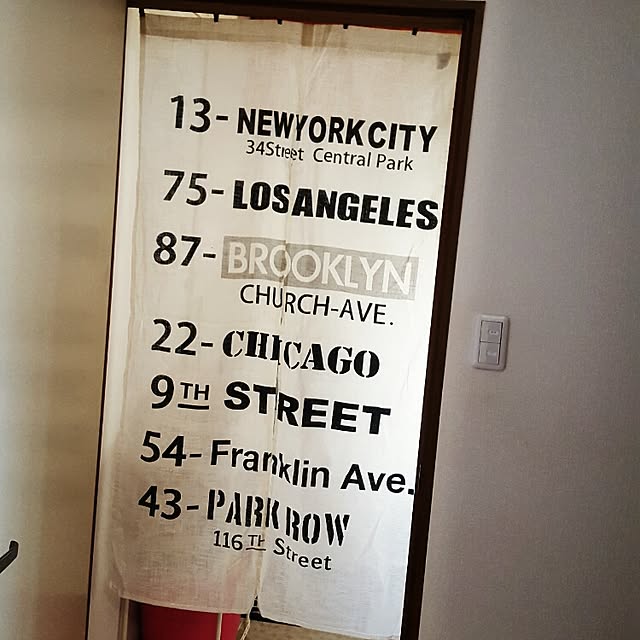 13- NEWYORKCITY
34Street Central Park
75- LOSANGELES
87- BROOKLYN
CHURCH-AVE.
22- CHICAGO
9TH STREET
54- Franklin Ave.
43- PARK ROW
116TH Street